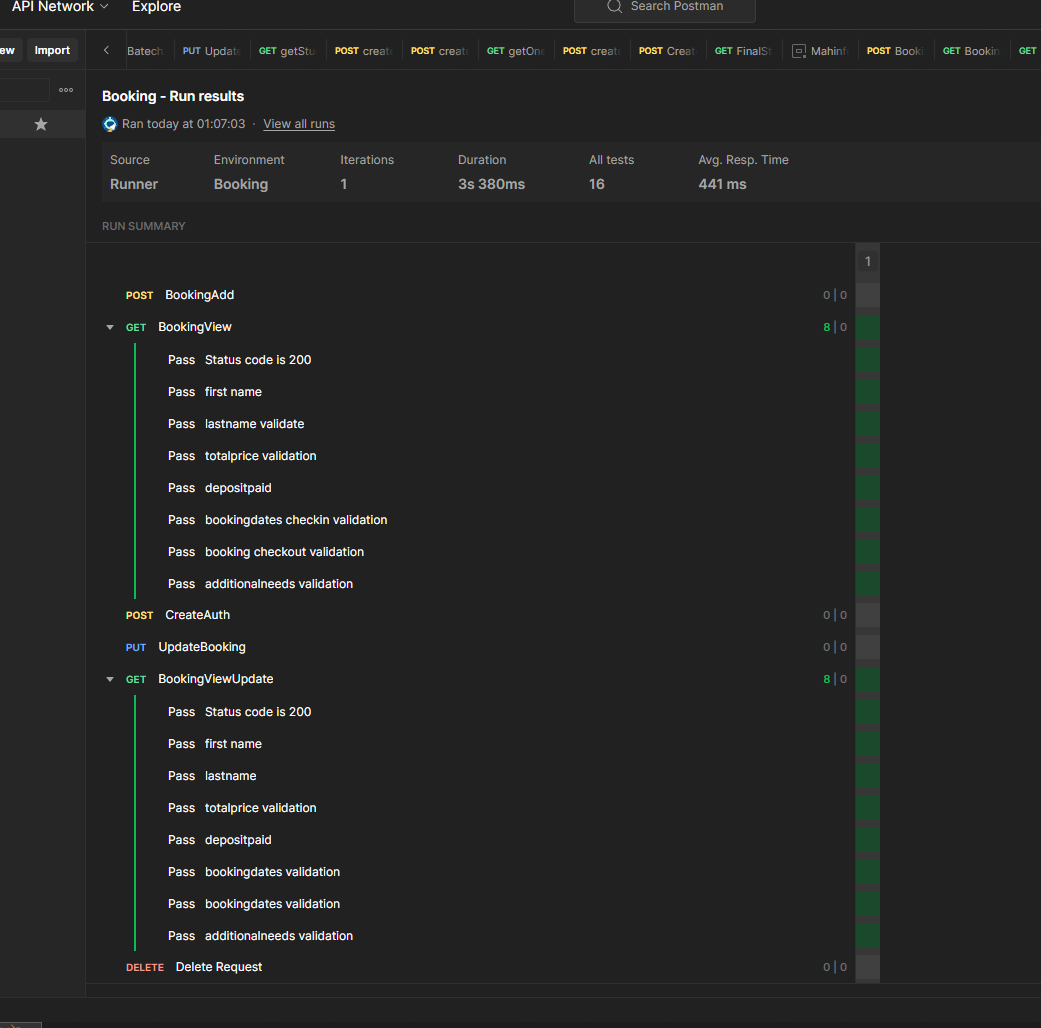 API Network Explore Search Postman
ew Import Batech PUT Update GET getStu POST create POST create GET getOne POST create POST Creat GET FinalSt Mahinf POST Booki GET Bookin GET
Booking - Run results
Ran today at 01:07:03 · View all runs
Source Environment Iterations Duration All tests Avg. Resp. Time
Runner Booking 1 3s 380ms 16 441 ms
RUN SUMMARY
1
POST BookingAdd 0 | 0
GET BookingView 8 | 0
Pass Status code is 200
Pass first name
Pass lastname validate
Pass totalprice validation
Pass depositpaid
Pass bookingdates checkin validation
Pass booking checkout validation
Pass additionalneeds validation
POST CreateAuth 0 | 0
PUT UpdateBooking 0 | 0
GET BookingViewUpdate 8 | 0
Pass Status code is 200
Pass first name
Pass lastname
Pass totalprice validation
Pass depositpaid
Pass bookingdates validation
Pass bookingdates validation
Pass additionalneeds validation
DELETE Delete Request 0 | 0